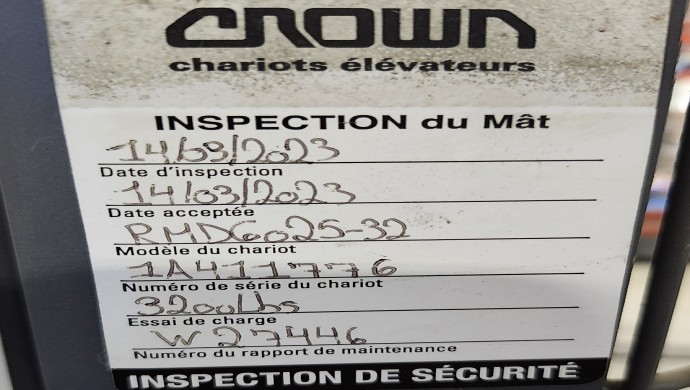 CROWN
chariots élévateurs
INSPECTION du Mât
14/03/2023
Date d'inspection
14/03/2023
Date acceptée
RMD6025-32
Modèle du chariot
1A411776
Numéro de série du chariot
3200Lbs
Essai de charge
W27446
Numéro du rapport de maintenance
INSPECTION DE SÉCURITÉ